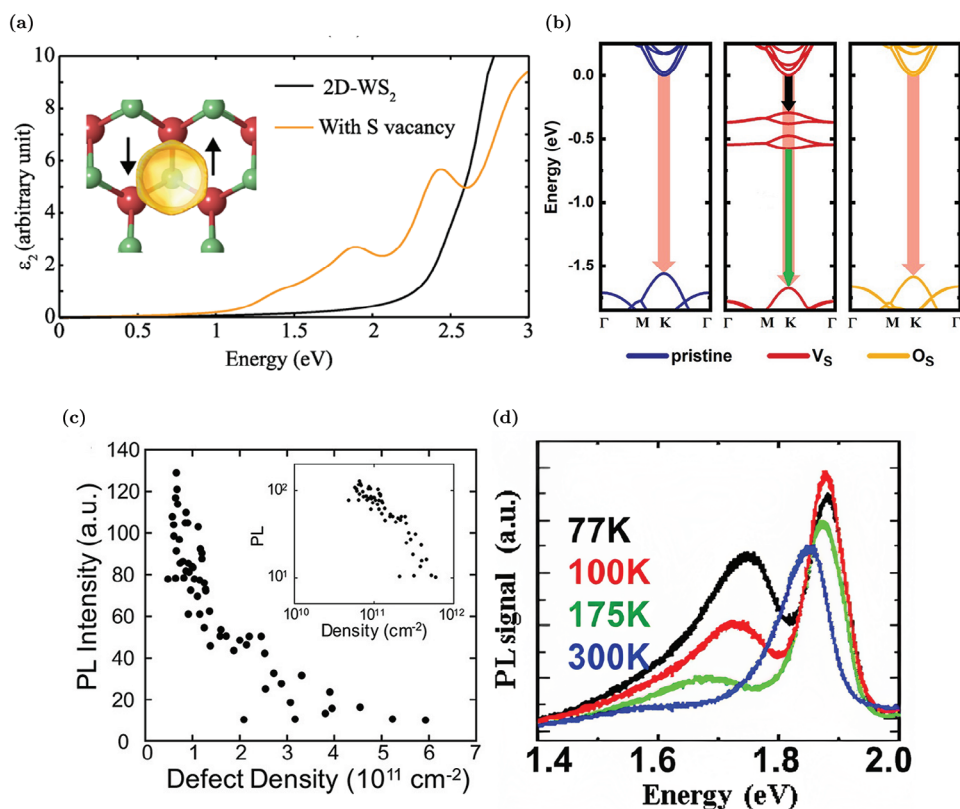 (a)
10
8
6
4
2
0
ε₂ (arbitrary unit)
2D-WS₂
With S vacancy
0 0.5 1 1.5 2 2.5 3
Energy (eV)
(b)
0.0
-0.5
-1.0
-1.5
Energy (eV)
Γ M K Γ Γ M K Γ Γ M K Γ
pristine V_S O_S
(c)
140
120
100
80
60
40
20
0
PL Intensity (a.u.)
0 1 2 3 4 5 6 7
Defect Density (10¹¹ cm⁻²)
10²
10¹
PL
10¹⁰ 10¹¹ 10¹²
Density (cm⁻²)
(d)
PL signal (a.u.)
77K
100K
175K
300K
1.4 1.6 1.8 2.0
Energy (eV)